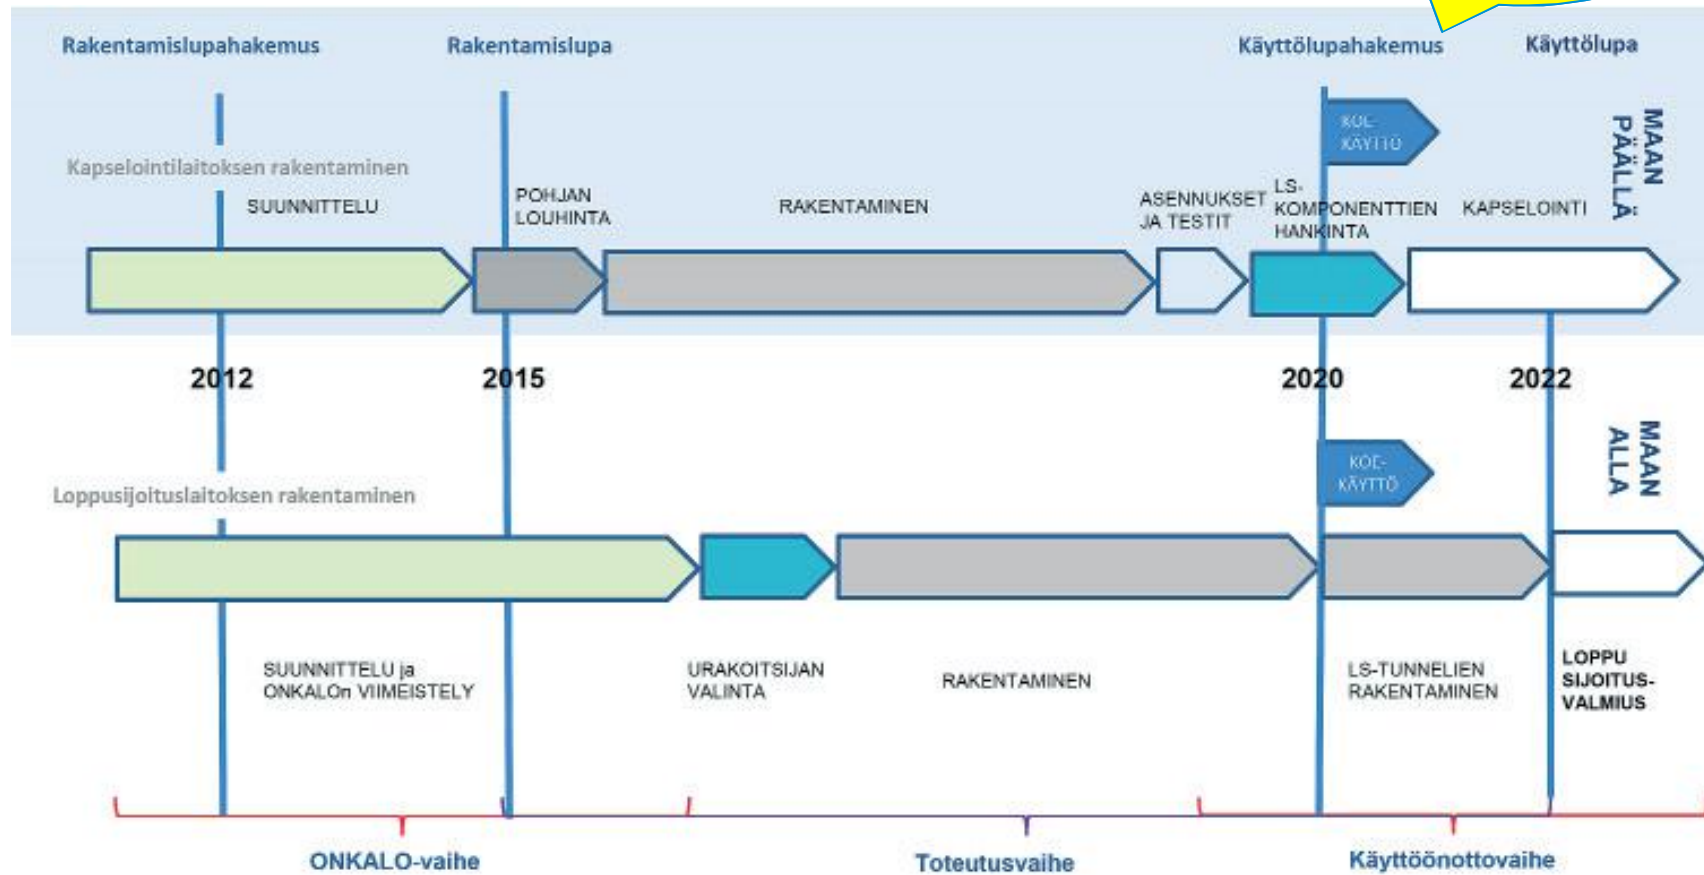 Rakentamislupahakemus
Rakentamislupa
Käyttölupahakemus
Käyttölupa
KOE-
KÄYTTÖ
MAAN
PÄÄLLÄ
Kapselointilaitoksen rakentaminen
SUUNNITTELU
POHJAN
LOUHINTA
RAKENTAMINEN
ASENNUKSET
JA TESTIT
LS-
KOMPONENTTIEN
HANKINTA
KAPSELOINTI
2012
2015
2020
2022
MAAN
ALLA
KOE-
KÄYTTÖ
Loppusijoituslaitoksen rakentaminen
SUUNNITTELU ja
ONKALOn VIIMEISTELY
URAKOITSIJAN
VALINTA
RAKENTAMINEN
LS-TUNNELIEN
RAKENTAMINEN
LOPPU
SIJOITUS-
VALMIUS
ONKALO-vaihe
Toteutusvaihe
Käyttöönottovaihe